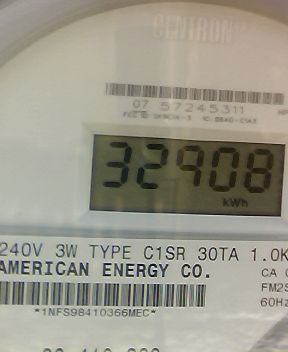 CENTRON
07 57245311
32908
kWh
240V 3W TYPE C1SR 30TA 1.0K
AMERICAN ENERGY CO.
CA
FM2S
60Hz
*1NFS98410366MEC*